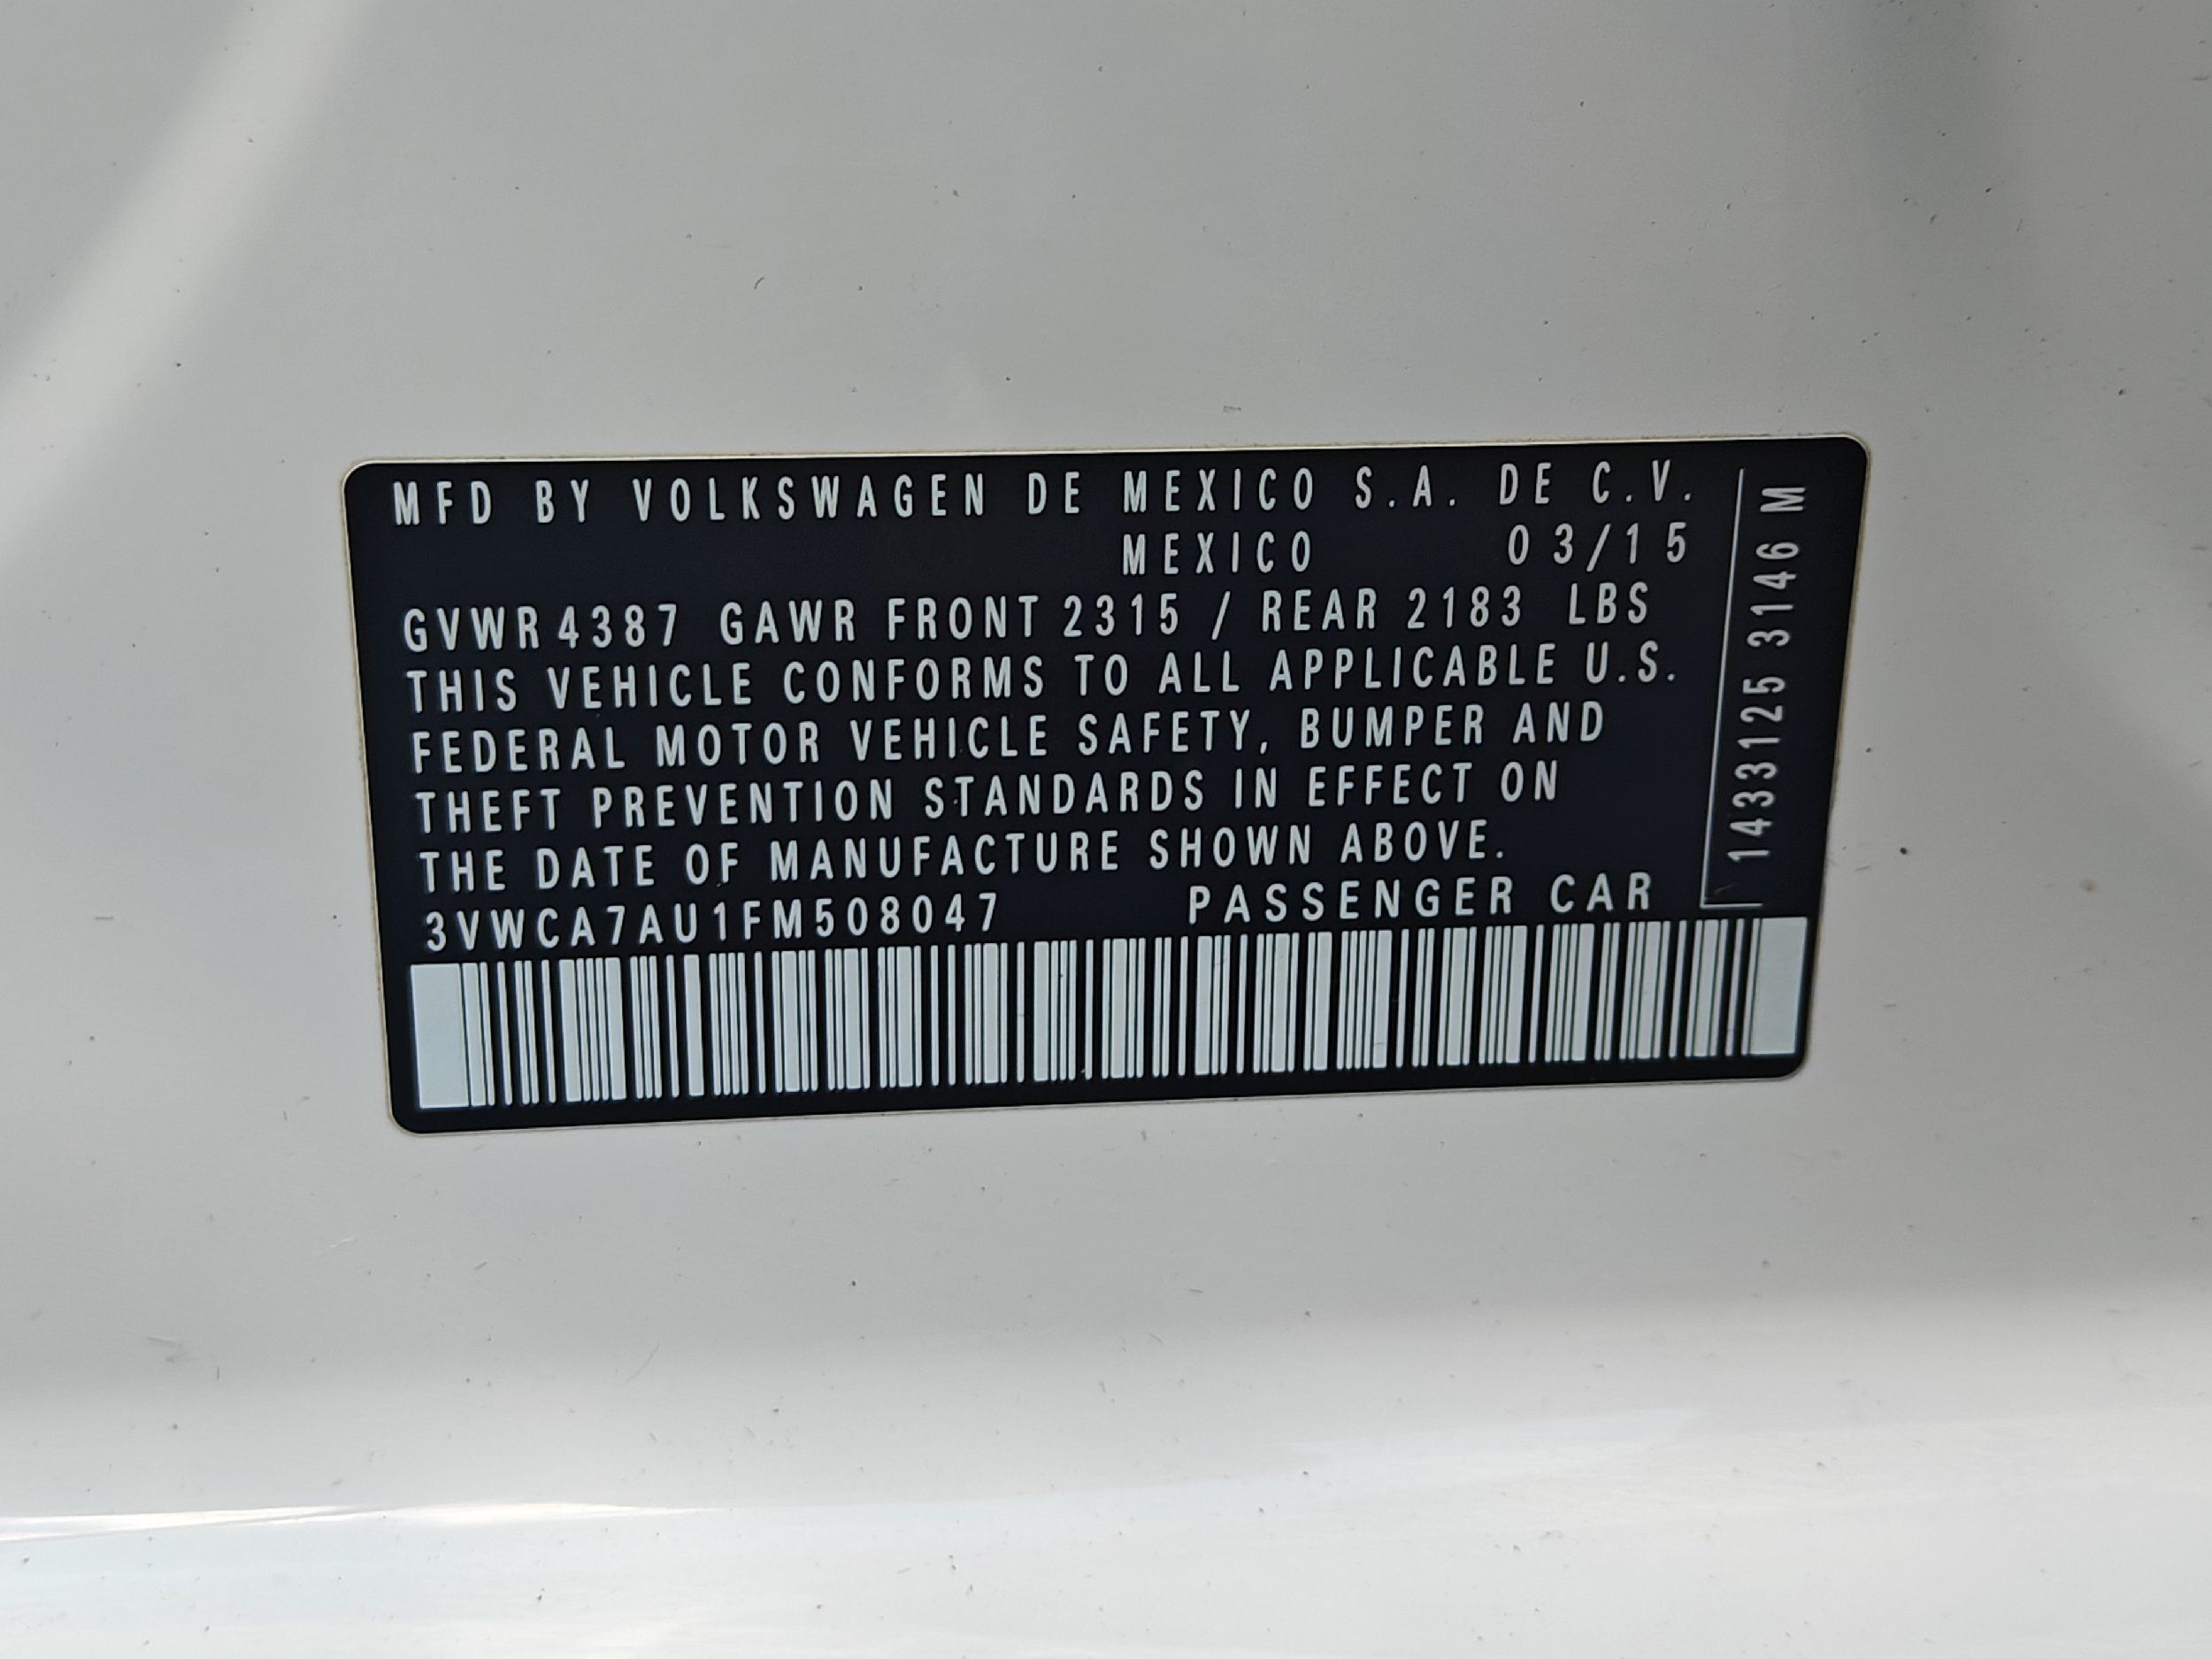 MFD BY VOLKSWAGEN DE MEXICO S.A. DE C.V.
MEXICO 03/15
GVWR 4387 GAWR FRONT 2315 / REAR 2183 LBS
THIS VEHICLE CONFORMS TO ALL APPLICABLE U.S.
FEDERAL MOTOR VEHICLE SAFETY, BUMPER AND
THEFT PREVENTION STANDARDS IN EFFECT ON
THE DATE OF MANUFACTURE SHOWN ABOVE.
3VWCA7AU1FM508047 PASSENGER CAR
1433125 3146 M